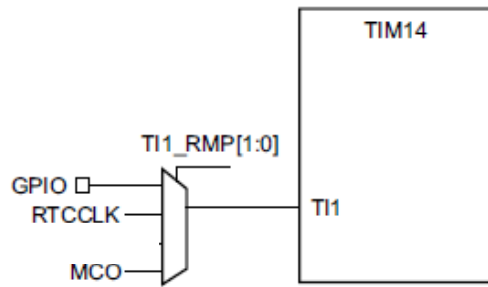 TIM14
TI1_RMP[1:0]
GPIO
RTCCLK
TI1
MCO